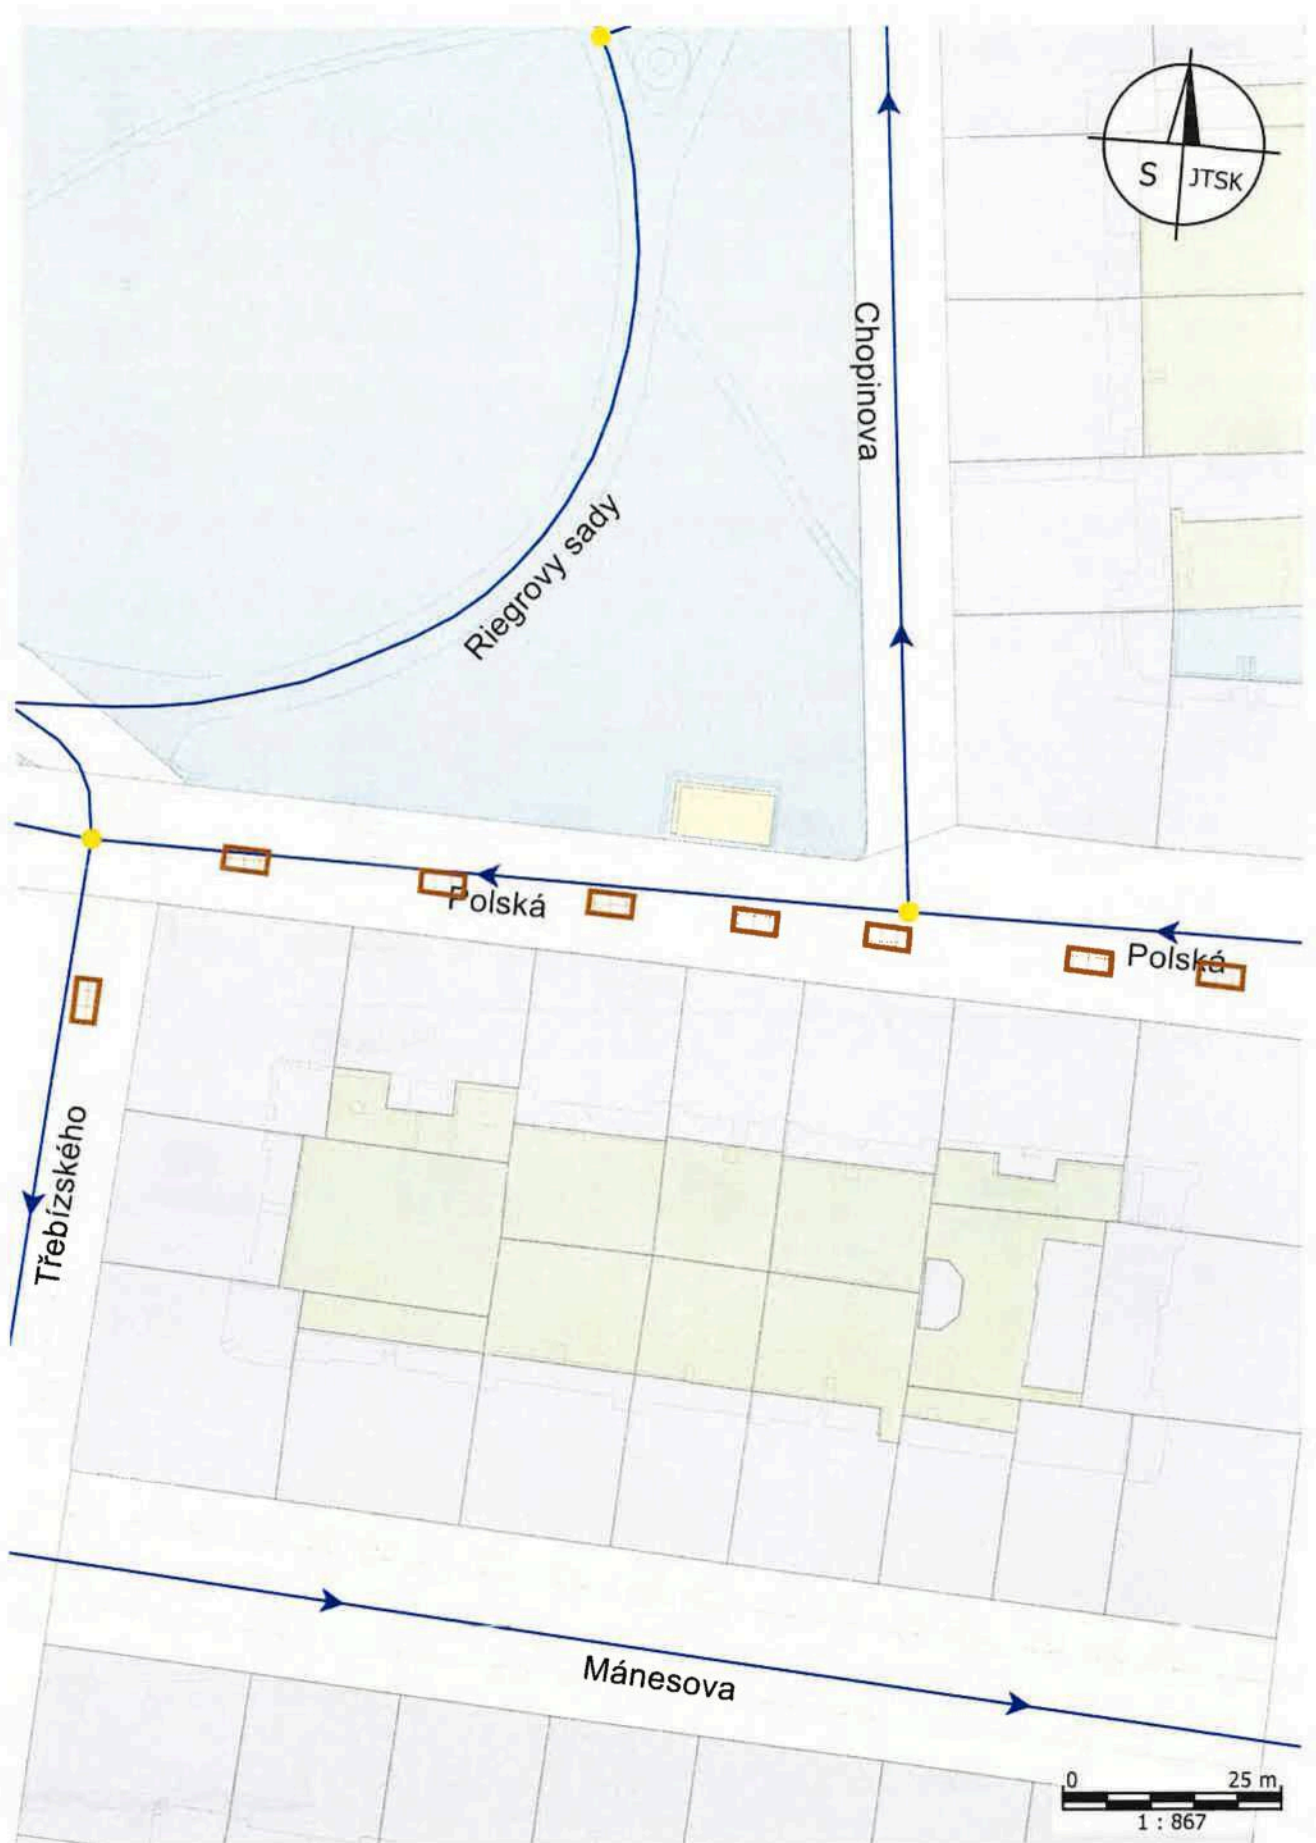 S JTSK
Chopinova
Riegrovy sady
Polská
Polská
Třebízského
Mánesova
0 25 m
1 : 867